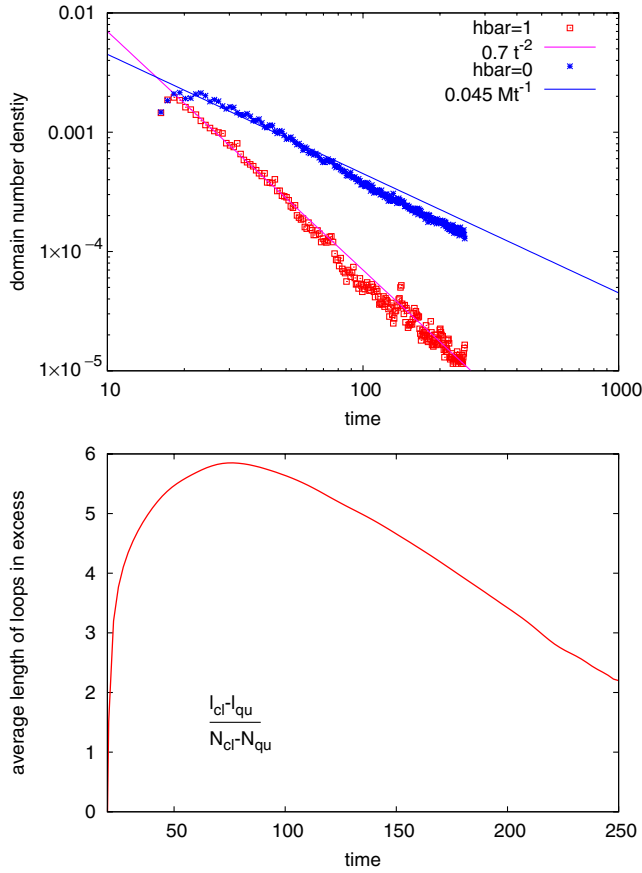 0.01
0.001
1×10⁻⁴
1×10⁻⁵
domain number density
hbar=1
0.7 t⁻²
hbar=0
0.045 Mt⁻¹
10
100
1000
time
6
5
4
3
2
1
0
average length of loops in excess
l_cl-l_qu
N_cl-N_qu
50
100
150
200
250
time